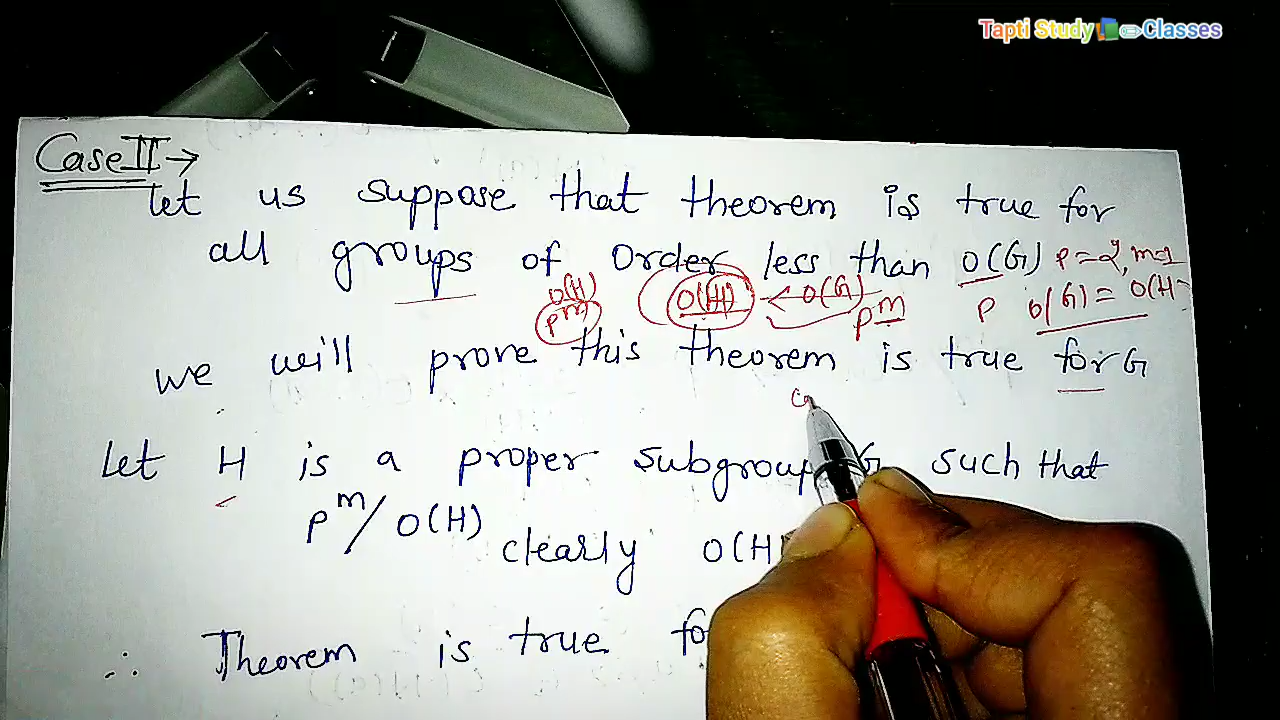 Tapti Study Classes
Case II →
let us suppose that theorem is true for
all groups of order less than O(G) P=2, m=1
O(H) O(H) < O(G) P O(G) = O(H
p^m p^m
we will prove this theorem is true for G
Let H is a proper subgroup G such that
p^m / O(H)
clearly O(H)
∴ Theorem is true